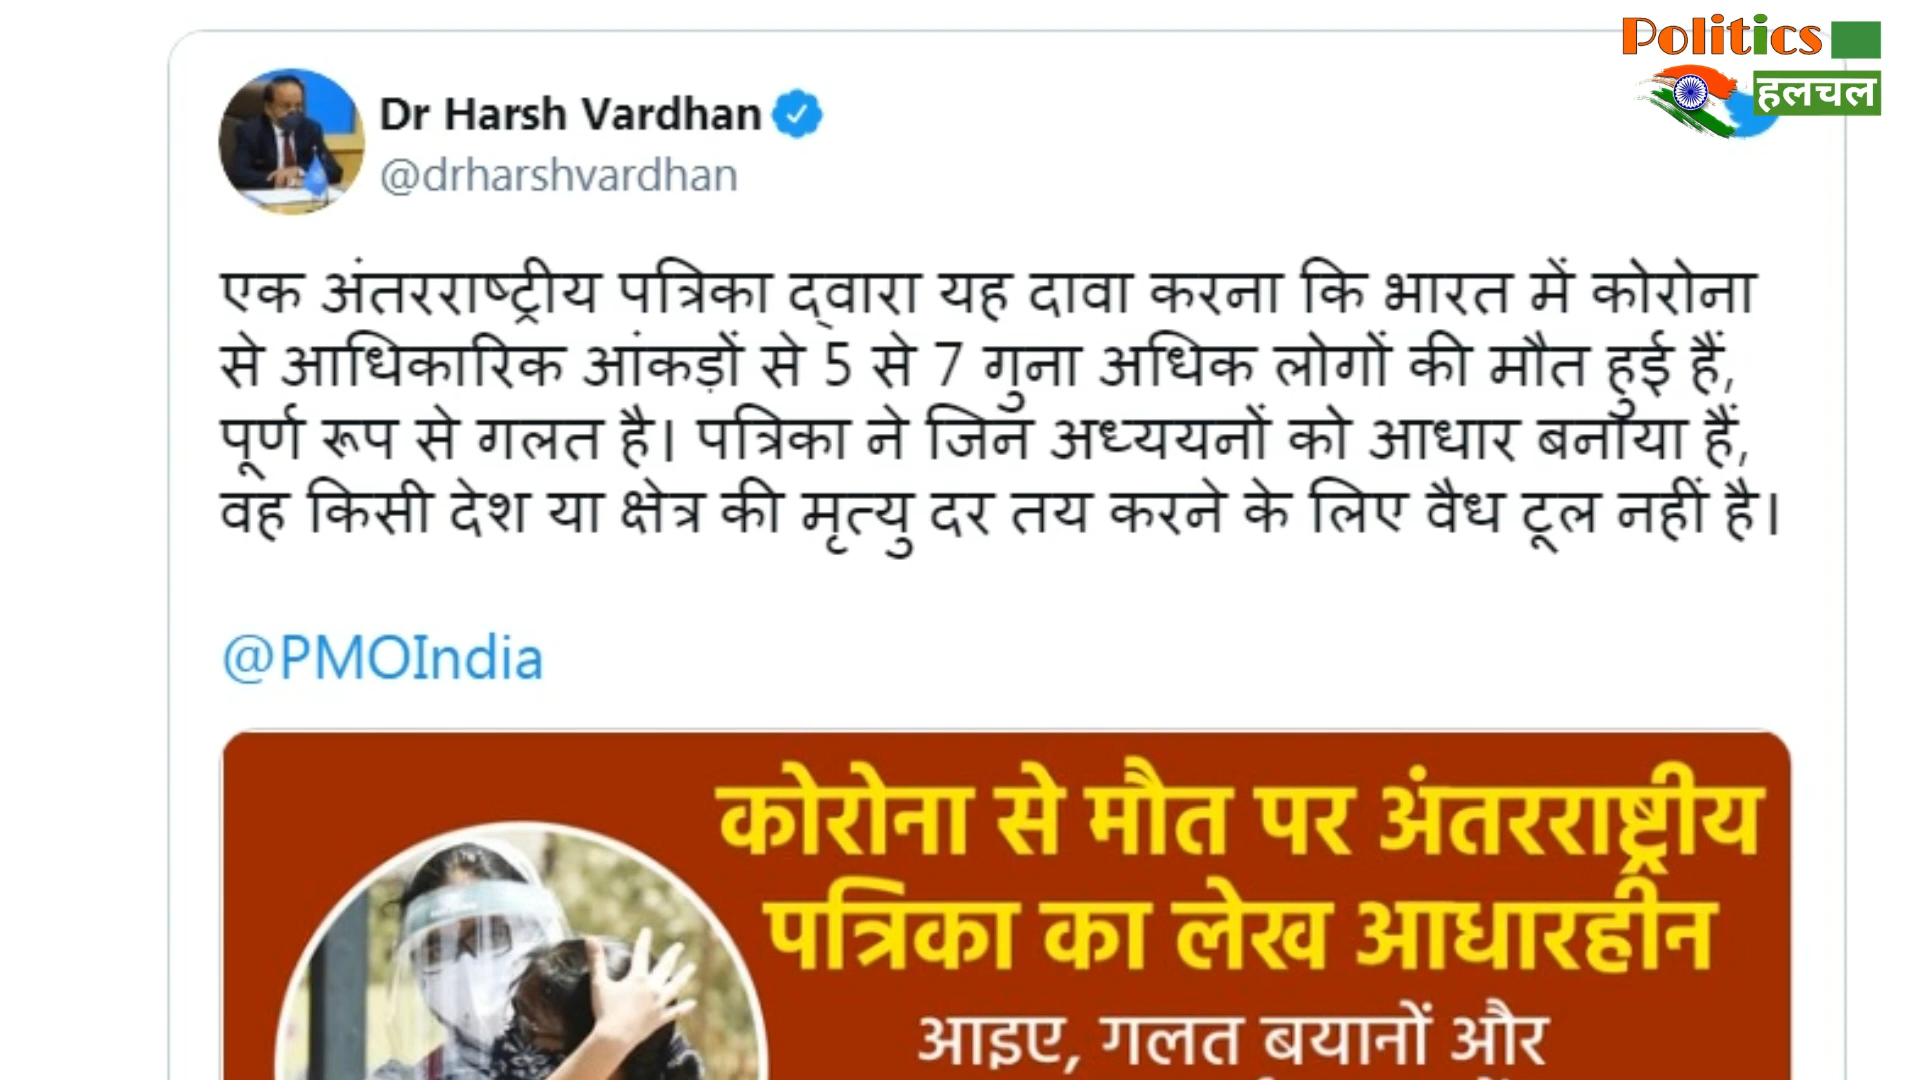 Politics
हलचल
Dr Harsh Vardhan
@drharshvardhan
एक अंतरराष्ट्रीय पत्रिका द्वारा यह दावा करना कि भारत में कोरोना
से आधिकारिक आंकड़ों से 5 से 7 गुना अधिक लोगों की मौत हुई हैं,
पूर्ण रूप से गलत है। पत्रिका ने जिन अध्ययनों को आधार बनाया हैं,
वह किसी देश या क्षेत्र की मृत्यु दर तय करने के लिए वैध टूल नहीं है।
@PMOIndia
कोरोना से मौत पर अंतरराष्ट्रीय
पत्रिका का लेख आधारहीन
आइए, गलत बयानों और